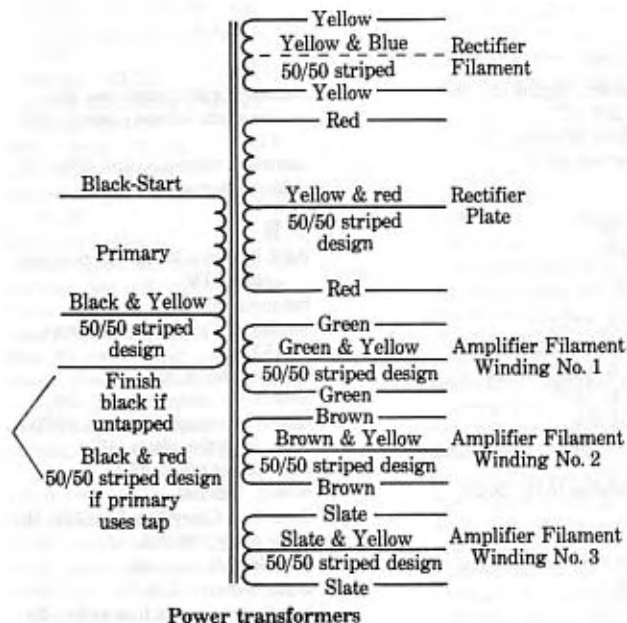 Yellow
Yellow & Blue
50/50 striped
Yellow
Rectifier
Filament
Red
Yellow & red
50/50 striped
design
Red
Rectifier
Plate
Black-Start
Primary
Black & Yellow
50/50 striped
design
Finish
black if
untapped
Black & red
50/50 striped design
if primary
uses tap
Green
Green & Yellow
50/50 striped design
Green
Amplifier Filament
Winding No. 1
Brown
Brown & Yellow
50/50 striped design
Brown
Amplifier Filament
Winding No. 2
Slate
Slate & Yellow
50/50 striped design
Slate
Amplifier Filament
Winding No. 3
Power transformers